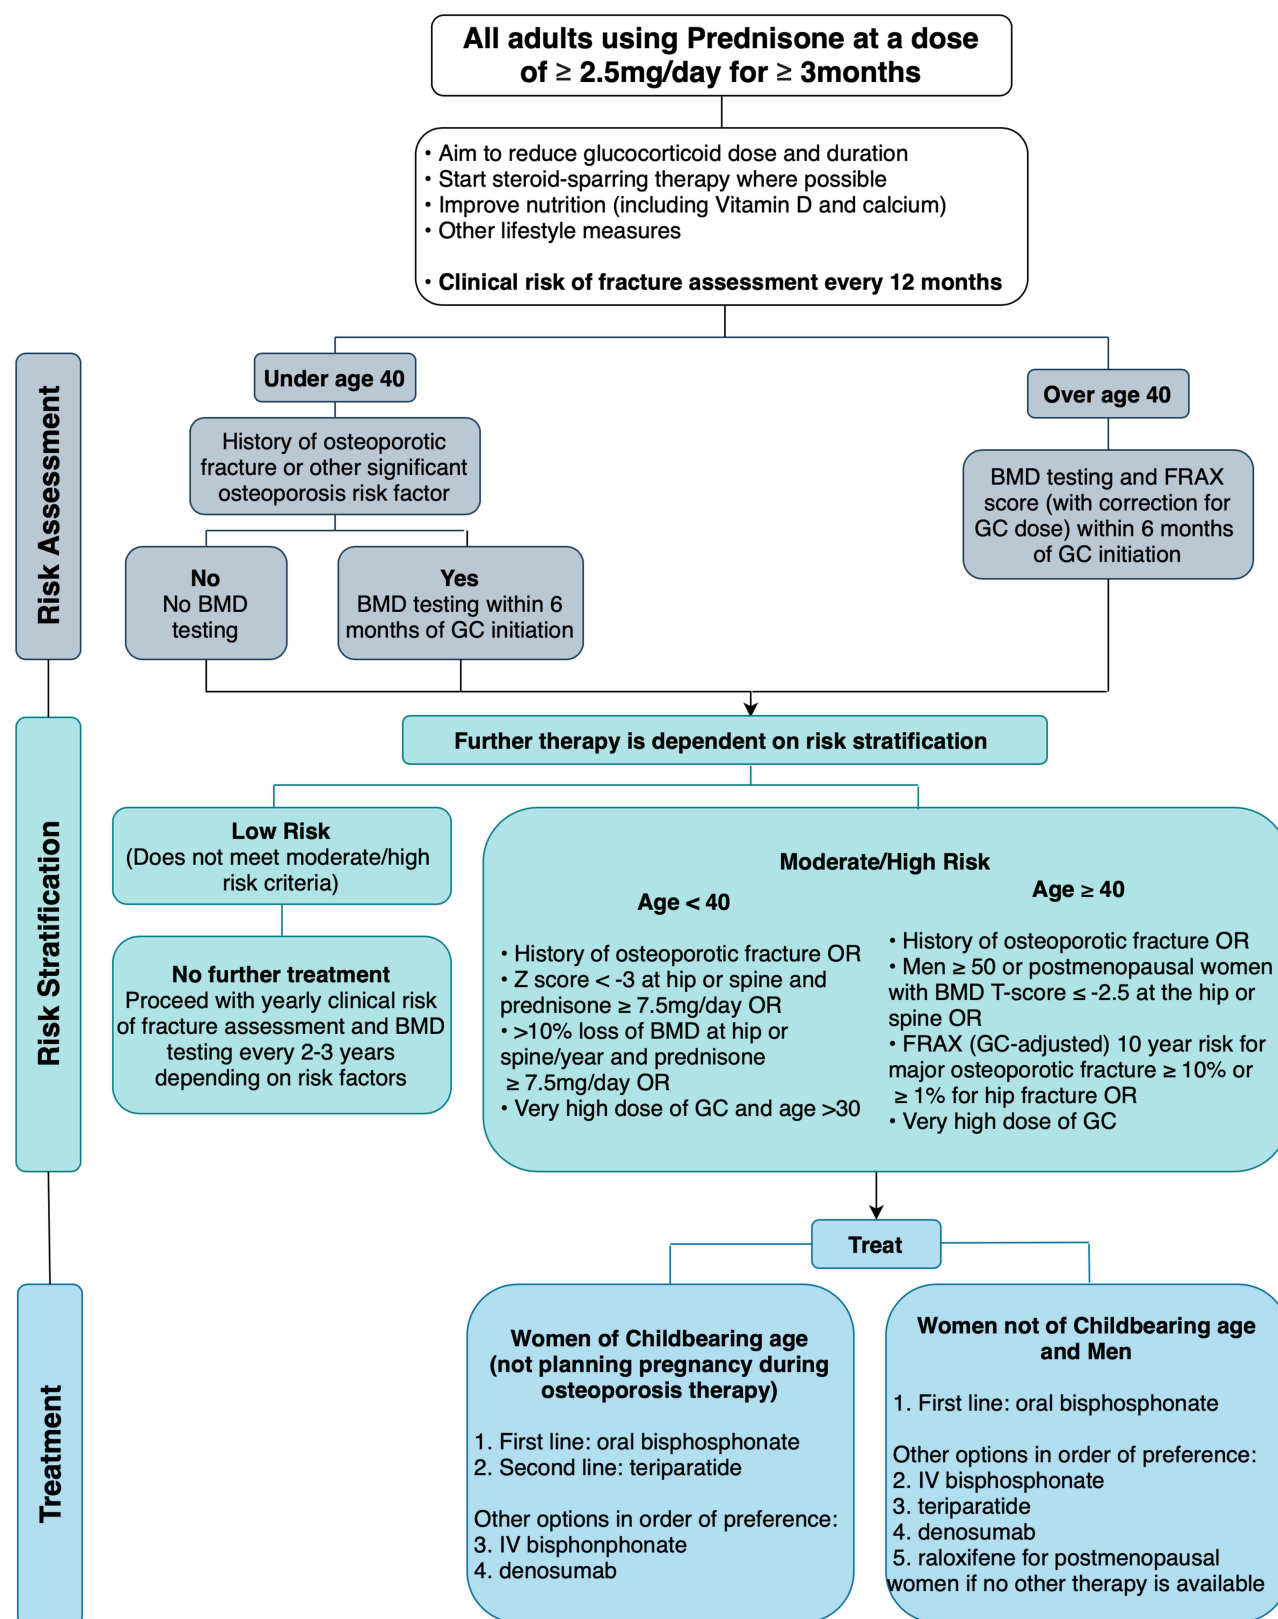 All adults using Prednisone at a dose
of ≥ 2.5mg/day for ≥ 3months
• Aim to reduce glucocorticoid dose and duration
• Start steroid-sparring therapy where possible
• Improve nutrition (including Vitamin D and calcium)
• Other lifestyle measures
• Clinical risk of fracture assessment every 12 months
Risk Assessment
Under age 40
History of osteoporotic
fracture or other significant
osteoporosis risk factor
No
No BMD
testing
Yes
BMD testing within 6
months of GC initiation
Over age 40
BMD testing and FRAX
score (with correction for
GC dose) within 6 months
of GC initiation
Risk Stratification
Further therapy is dependent on risk stratification
Low Risk
(Does not meet moderate/high
risk criteria)
No further treatment
Proceed with yearly clinical risk
of fracture assessment and BMD
testing every 2-3 years
depending on risk factors
Moderate/High Risk
Age < 40
• History of osteoporotic fracture OR
• Z score < -3 at hip or spine and
prednisone ≥ 7.5mg/day OR
• >10% loss of BMD at hip or
spine/year and prednisone
≥ 7.5mg/day OR
• Very high dose of GC and age >30
Age ≥ 40
• History of osteoporotic fracture OR
• Men ≥ 50 or postmenopausal women
with BMD T-score ≤ -2.5 at the hip or
spine OR
• FRAX (GC-adjusted) 10 year risk for
major osteoporotic fracture ≥ 10% or
≥ 1% for hip fracture OR
• Very high dose of GC
Treatment
Treat
Women of Childbearing age
(not planning pregnancy during
osteoporosis therapy)
1. First line: oral bisphosphonate
2. Second line: teriparatide
Other options in order of preference:
3. IV bisphonphonate
4. denosumab
Women not of Childbearing age
and Men
1. First line: oral bisphosphonate
Other options in order of preference:
2. IV bisphosphonate
3. teriparatide
4. denosumab
5. raloxifene for postmenopausal
women if no other therapy is available